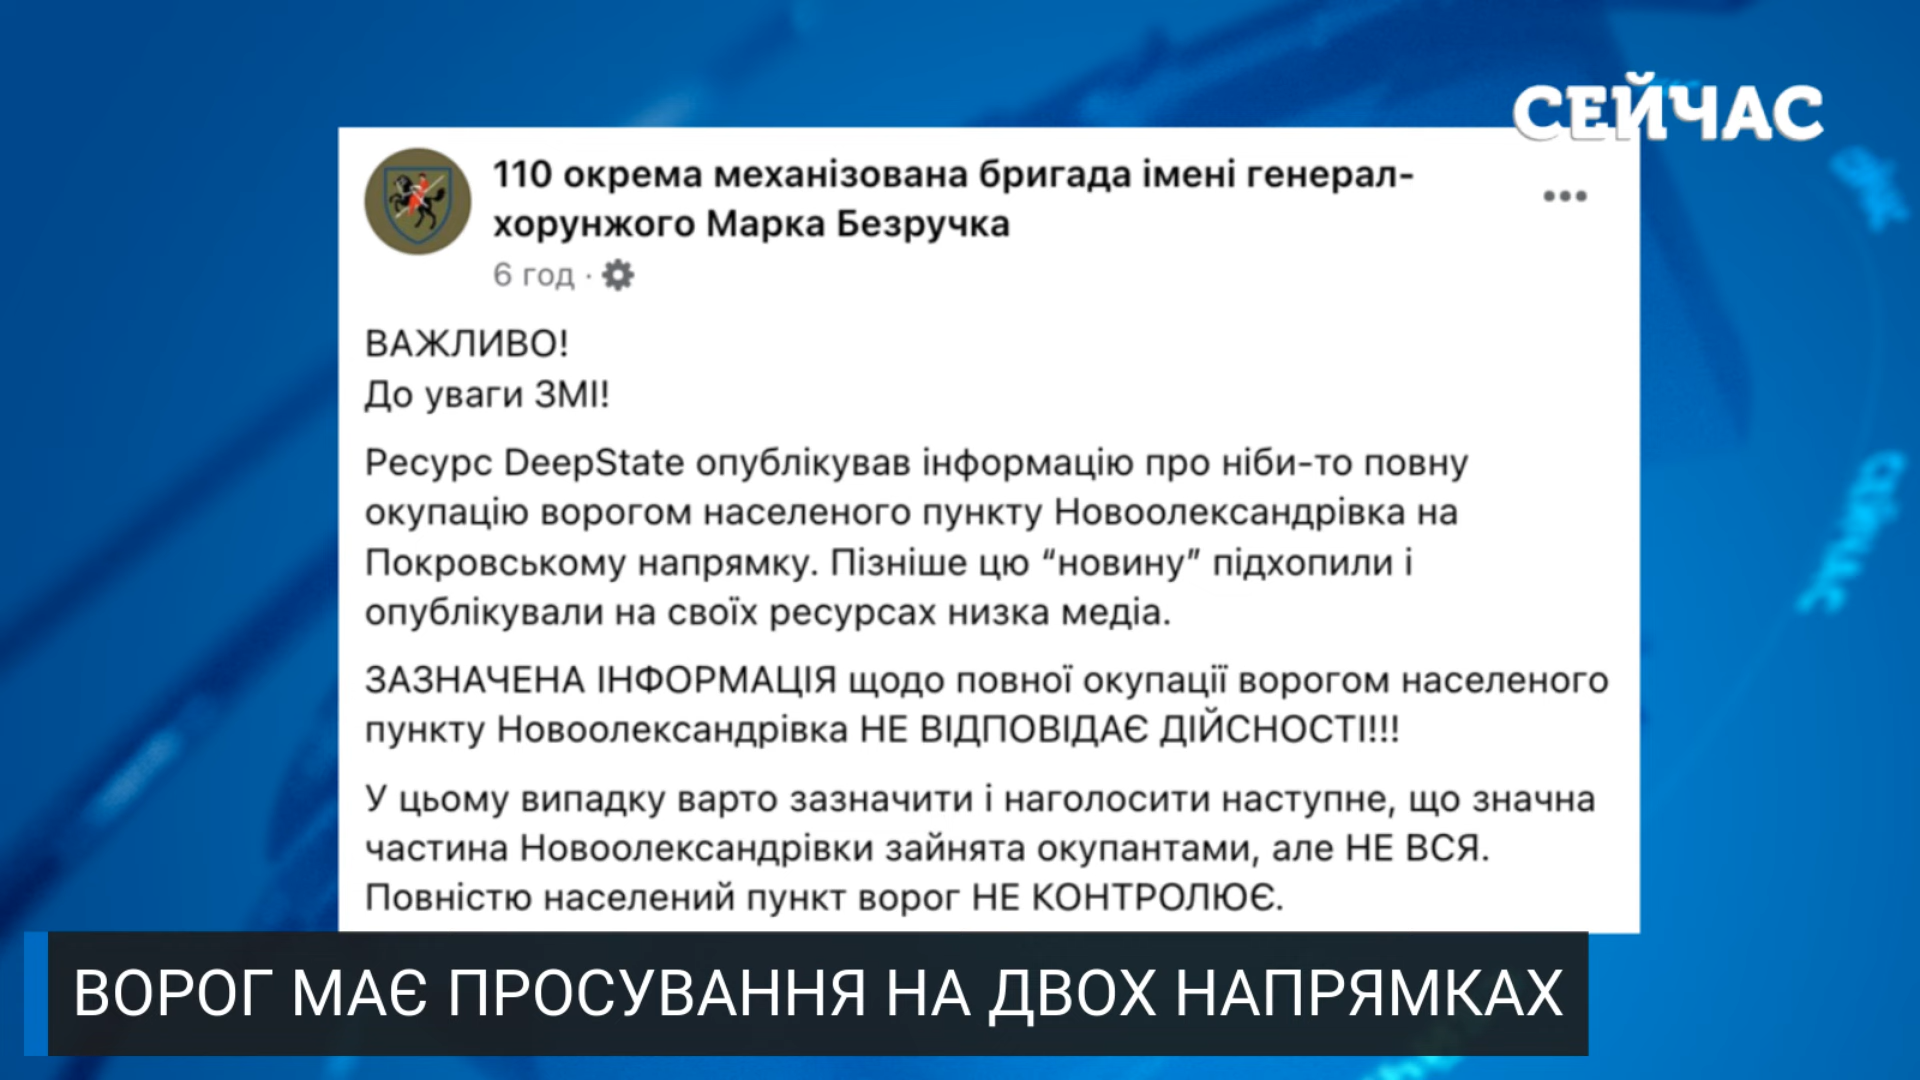 СЕЙЧАС
110 окрема механізована бригада імені генерал-
хорунжого Марка Безручка
6 год ·
ВАЖЛИВО!
До уваги ЗМІ!
Ресурс DeepState опублікував інформацію про ніби-то повну
окупацію ворогом населеного пункту Новоолександрівка на
Покровському напрямку. Пізніше цю “новину” підхопили і
опублікували на своїх ресурсах низка медіа.
ЗАЗНАЧЕНА ІНФОРМАЦІЯ щодо повної окупації ворогом населеного
пункту Новоолександрівка НЕ ВІДПОВІДАЄ ДІЙСНОСТІ!!!
У цьому випадку варто зазначити і наголосити наступне, що значна
частина Новоолександрівки зайнята окупантами, але НЕ ВСЯ.
Повністю населений пункт ворог НЕ КОНТРОЛЮЄ.
ВОРОГ МАЄ ПРОСУВАННЯ НА ДВОХ НАПРЯМКАХ